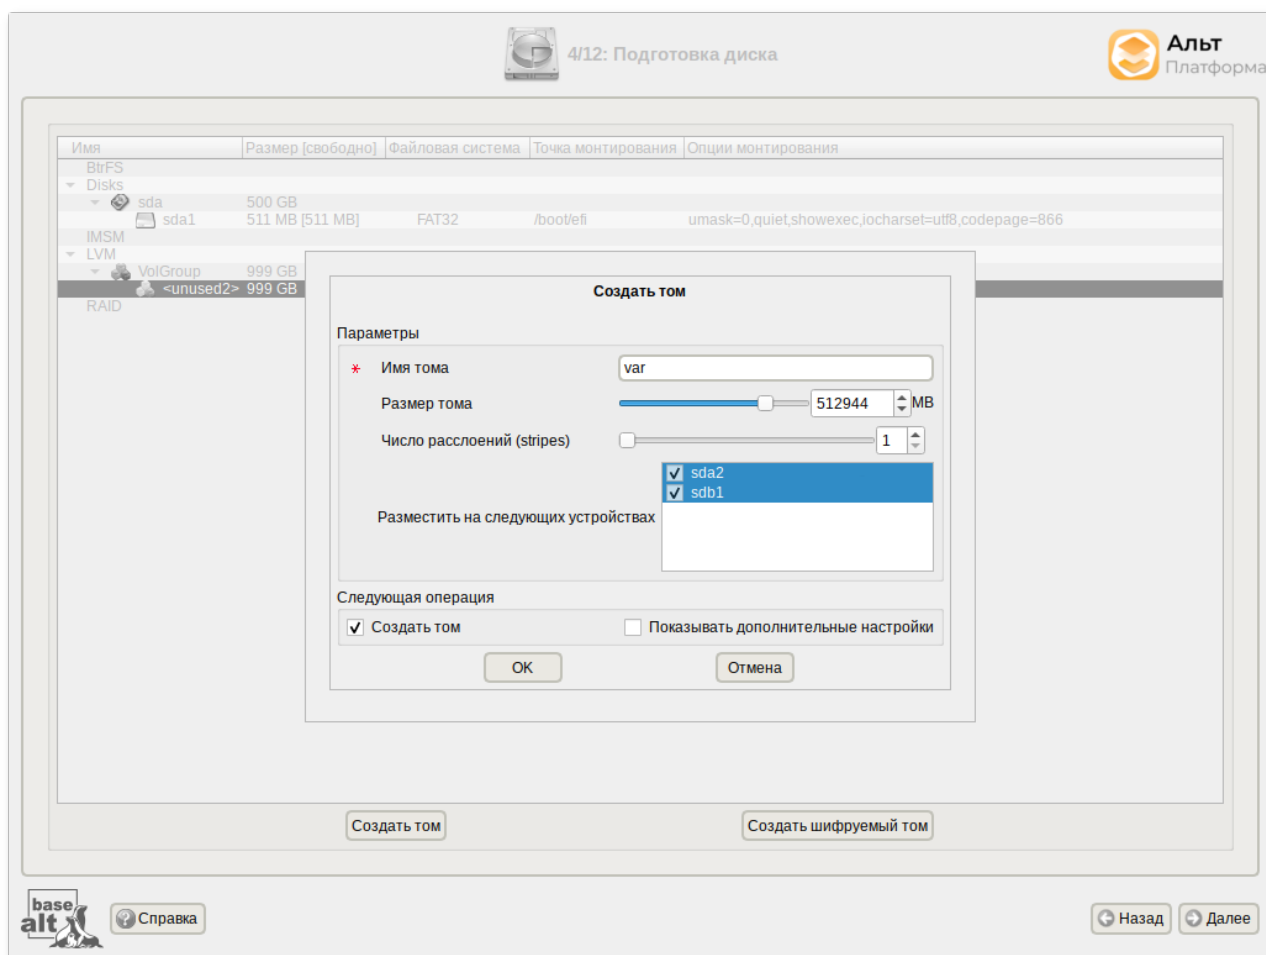 4/12: Подготовка диска
Альт
Платформа
Имя Размер [свободно] Файловая система Точка монтирования Опции монтирования
BtrFS
Disks
sda 500 GB
sda1 511 MB [511 MB] FAT32 /boot/efi umask=0,quiet,showexec,iocharset=utf8,codepage=866
IMSM
LVM
VolGroup 999 GB
<unused2> 999 GB
RAID
Создать том
Параметры
* Имя тома var
Размер тома 512944 MB
Число расслоений (stripes) 1
sda2
sdb1
Разместить на следующих устройствах
Следующая операция
Создать том Показывать дополнительные настройки
OK Отмена
Создать том Создать шифруемый том
base
alt
Справка Назад Далее